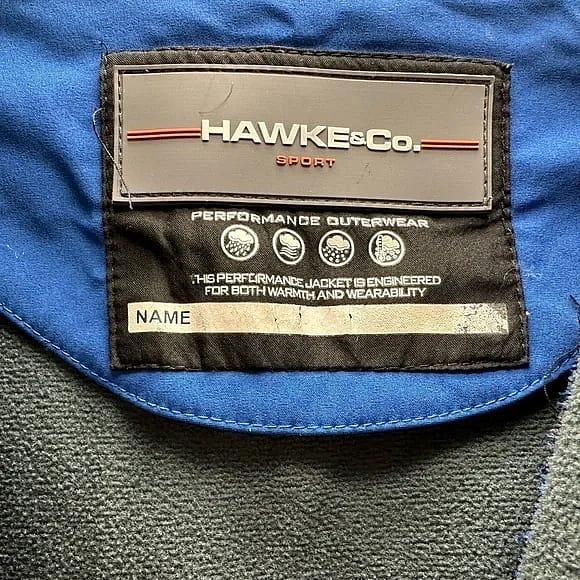 HAWKE&Co.
SPORT
PERFORMANCE OUTERWEAR
THIS PERFORMANCE JACKET IS ENGINEERED
FOR BOTH WARMTH AND WEARABILITY
NAME